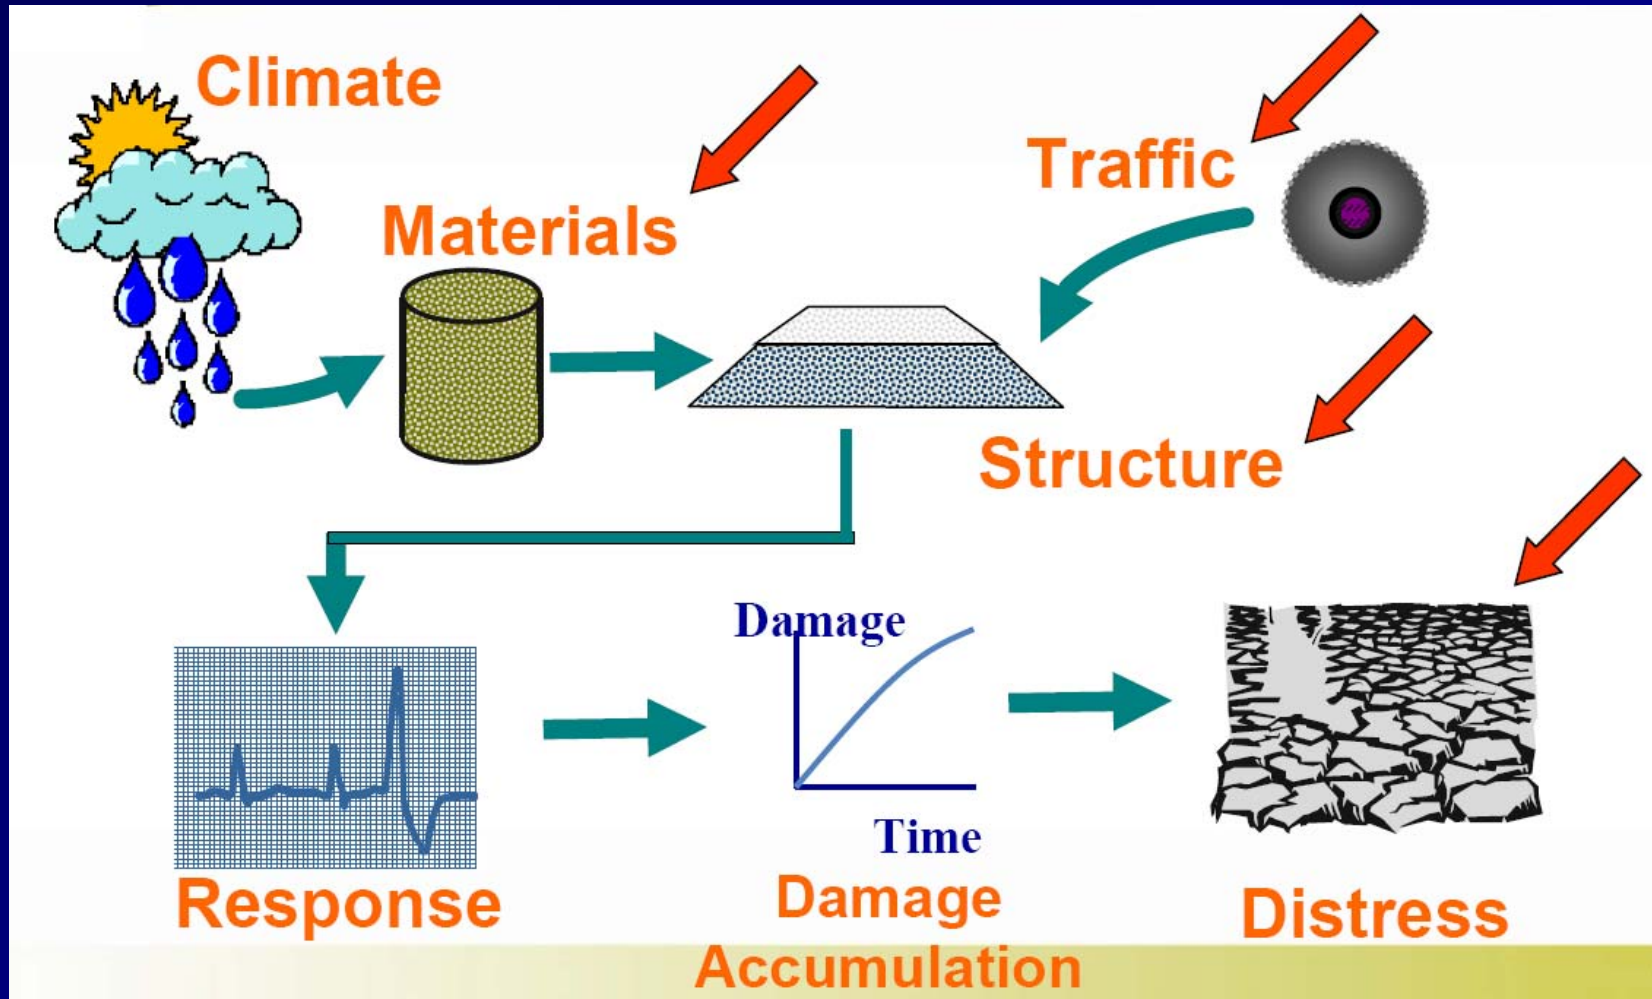 Climate
Traffic
Materials
Structure
Damage
Time
Response
Damage
Accumulation
Distress